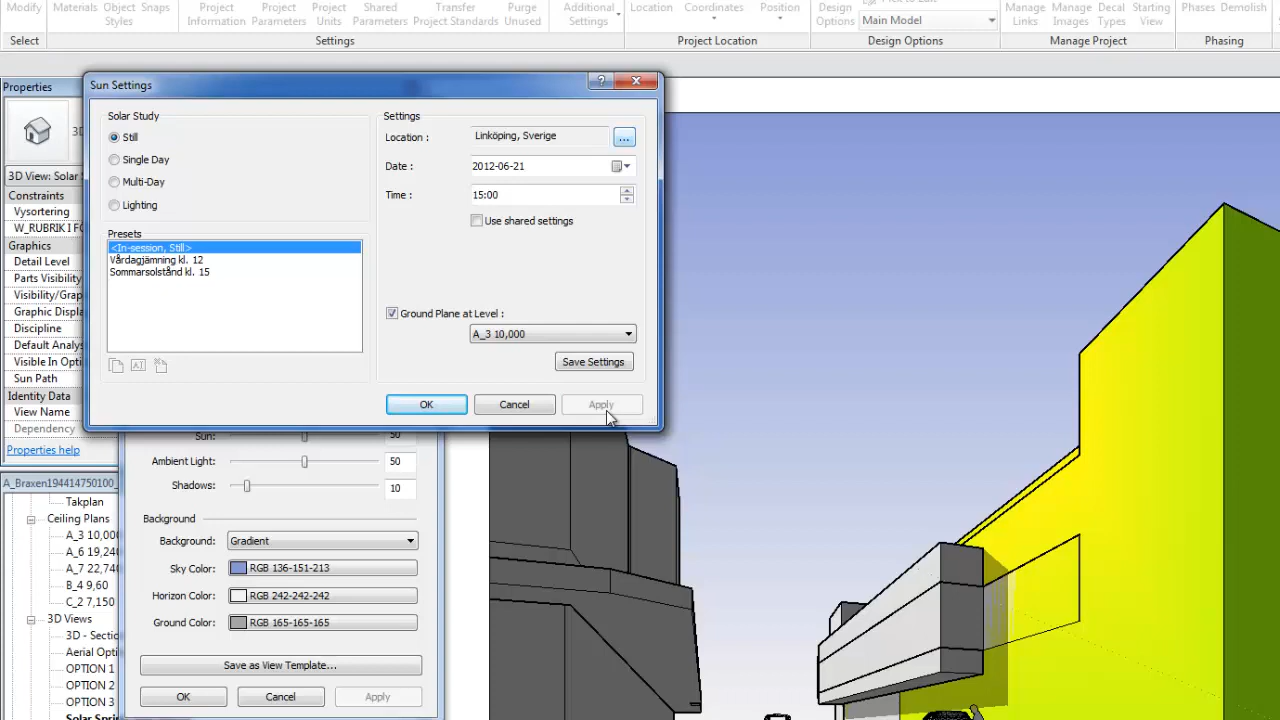 Modify
Materials Object Styles Snaps
Project Information Project Parameters Project Units Shared Parameters Transfer Project Standards Purge Unused
Additional Settings
Location Coordinates Position
Design Options
Main Model
Manage Links Manage Images Decal Types Starting View
Phases Demolish
Select Settings Project Location Design Options Manage Project Phasing
Properties
3D
3D View: Solar S
Constraints
Vysortering
W_RUBRIK I FÖ
Graphics
Detail Level
Parts Visibility
Visibility/Grap
Graphic Displa
Discipline
Default Analys
Visible In Opti
Sun Path
Identity Data
View Name
Dependency
Properties help
Sun Settings
?
Solar Study
Still
Single Day
Multi-Day
Lighting
Presets
<In-session, Still>
Vårdagjämning kl. 12
Sommarsolstånd kl. 15
Settings
Location : Linköping, Sverige ...
Date : 2012-06-21
Time : 15:00
Use shared settings
Ground Plane at Level :
A_3 10,000
Save Settings
OK Cancel Apply
Sun: 50
Ambient Light: 50
Shadows: 10
Background
Background: Gradient
Sky Color: RGB 136-151-213
Horizon Color: RGB 242-242-242
Ground Color: RGB 165-165-165
Save as View Template...
OK Cancel Apply
A_Braxen194414750100_
Takplan
Ceiling Plans
A_3 10,000
A_6 19,240
A_7 22,740
B_4 9,60
C_2 7,150
3D Views
3D - Sectio
Aerial Opti
OPTION 1
OPTION 2
OPTION 3
Solar Spri